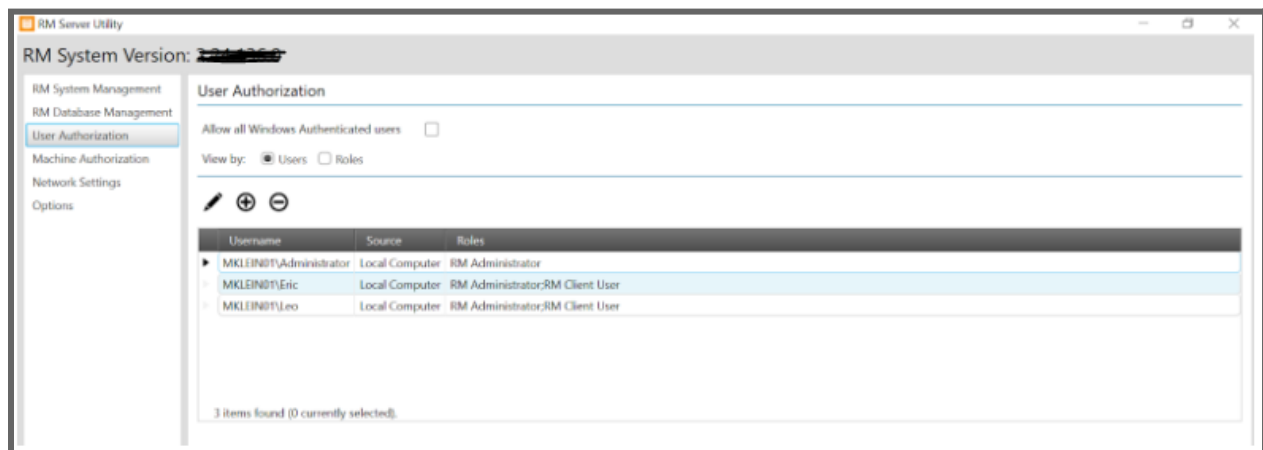 RM Server Utility
RM System Version:
RM System Management
RM Database Management
User Authorization
Machine Authorization
Network Settings
Options
User Authorization
Allow all Windows Authenticated users
View by: Users Roles
Username Source Roles
MKLEIN01\Administrator Local Computer RM Administrator
MKLEIN01\Eric Local Computer RM Administrator;RM Client User
MKLEIN01\Leo Local Computer RM Administrator;RM Client User
3 items found (0 currently selected).